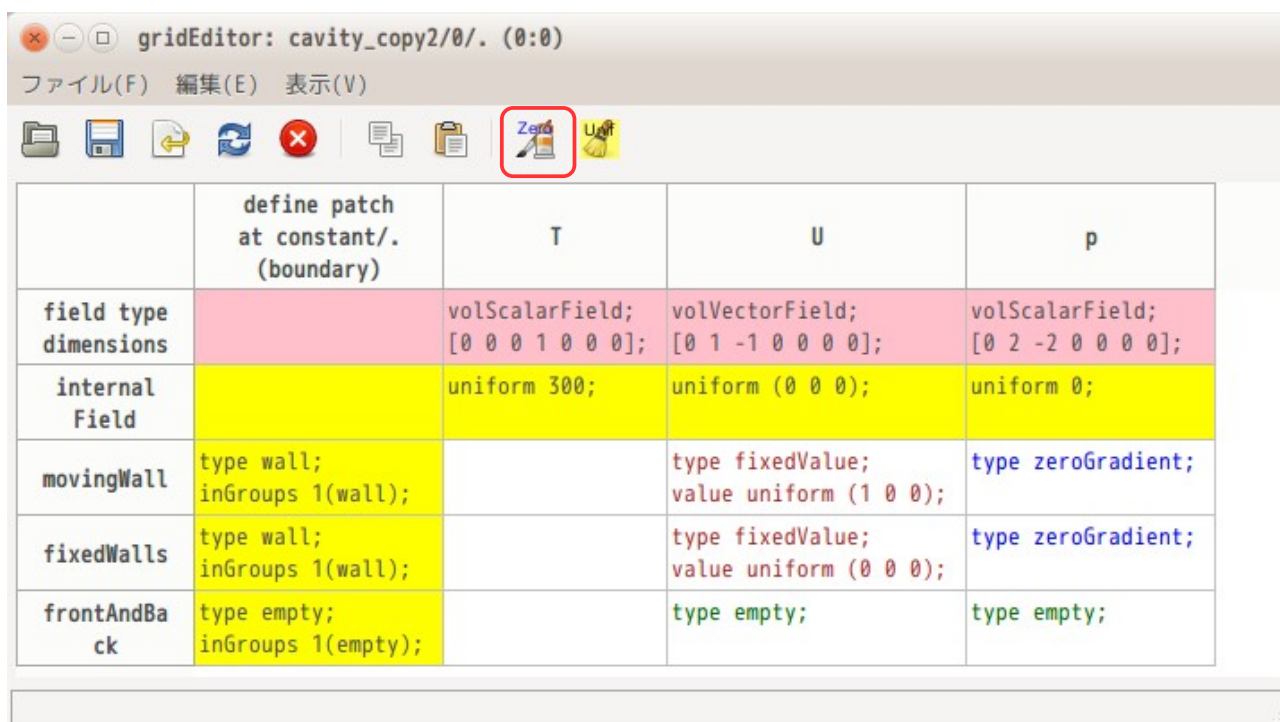 gridEditor: cavity_copy2/0/. (0:0)
ファイル(F) 編集(E) 表示(V)
Zero Unif
define patch
at constant/.
(boundary)
T
U
p
field type
dimensions
volScalarField;
[0 0 0 1 0 0 0];
volVectorField;
[0 1 -1 0 0 0 0];
volScalarField;
[0 2 -2 0 0 0 0];
internal
Field
uniform 300;
uniform (0 0 0);
uniform 0;
movingWall
type wall;
inGroups 1(wall);
type fixedValue;
value uniform (1 0 0);
type zeroGradient;
fixedWalls
type wall;
inGroups 1(wall);
type fixedValue;
value uniform (0 0 0);
type zeroGradient;
frontAndBa
ck
type empty;
inGroups 1(empty);
type empty;
type empty;